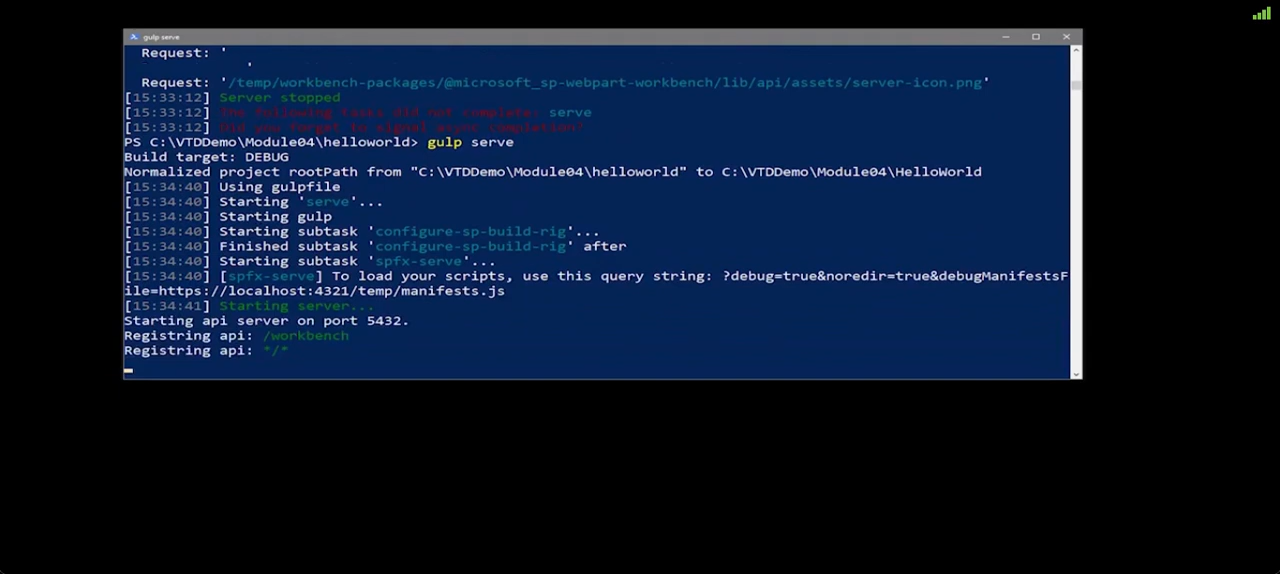 gulp serve
Request: '
'
Request: '/temp/workbench-packages/@microsoft_sp-webpart-workbench/lib/api/assets/server-icon.png'
[15:33:12] Server stopped
[15:33:12] The following tasks did not complete: serve
[15:33:12] Did you forget to signal async completion?
PS C:\VTDDemo\Module04\helloworld> gulp serve
Build target: DEBUG
Normalized project rootPath from "C:\VTDDemo\Module04\helloworld" to C:\VTDDemo\Module04\HelloWorld
[15:34:40] Using gulpfile
[15:34:40] Starting 'serve'...
[15:34:40] Starting gulp
[15:34:40] Starting subtask 'configure-sp-build-rig'...
[15:34:40] Finished subtask 'configure-sp-build-rig' after
[15:34:40] Starting subtask 'spfx-serve'...
[15:34:40] [spfx-serve] To load your scripts, use this query string: ?debug=true&noredir=true&debugManifestsF
ile=https://localhost:4321/temp/manifests.js
[15:34:41] Starting server...
Starting api server on port 5432.
Registring api: /workbench
Registring api: */*